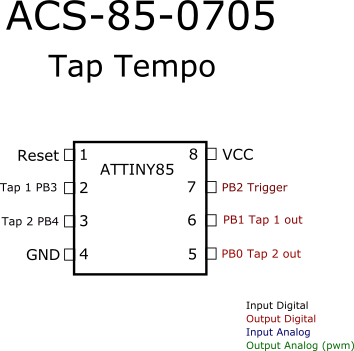 ACS-85-0705
Tap Tempo
Reset 1 8 VCC
ATTINY85
Tap 1 PB3 2 7 PB2 Trigger
Tap 2 PB4 3 6 PB1 Tap 1 out
GND 4 5 PB0 Tap 2 out
Input Digital
Output Digital
Input Analog
Output Analog (pwm)